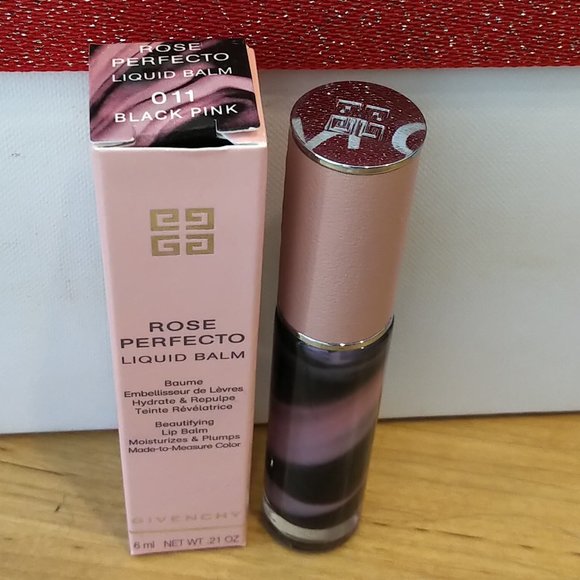 ROSE
PERFECTO
LIQUID BALM
011
BLACK PINK
ROSE
PERFECTO
LIQUID BALM
Baume
Embellisseur de Lèvres
Hydrate & Repulpe
Teinte Révélatrice
Beautifying
Lip Balm
Moisturizes & Plumps
Made-to-Measure Color
GIVENCHY
6 ml NET WT .21 OZ